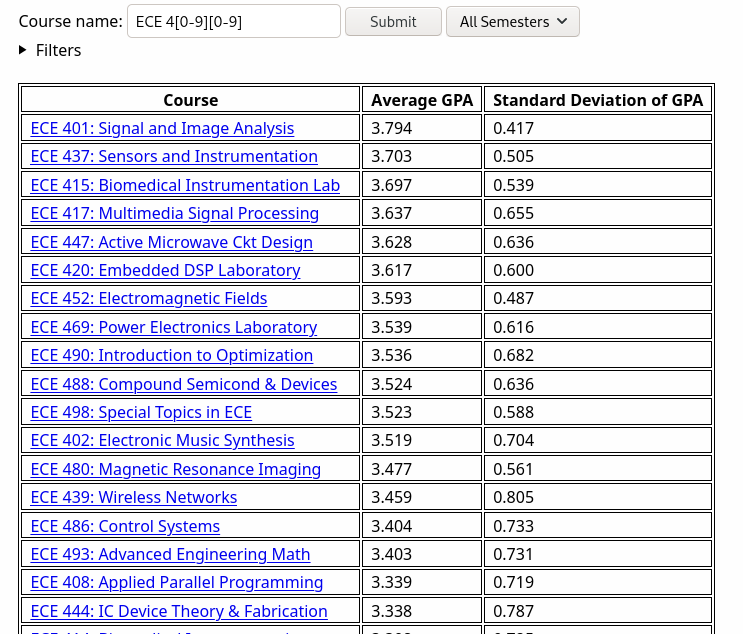 Course name: ECE 4[0-9][0-9] Submit All Semesters
Filters
Course Average GPA Standard Deviation of GPA
ECE 401: Signal and Image Analysis 3.794 0.417
ECE 437: Sensors and Instrumentation 3.703 0.505
ECE 415: Biomedical Instrumentation Lab 3.697 0.539
ECE 417: Multimedia Signal Processing 3.637 0.655
ECE 447: Active Microwave Ckt Design 3.628 0.636
ECE 420: Embedded DSP Laboratory 3.617 0.600
ECE 452: Electromagnetic Fields 3.593 0.487
ECE 469: Power Electronics Laboratory 3.539 0.616
ECE 490: Introduction to Optimization 3.536 0.682
ECE 488: Compound Semicond & Devices 3.524 0.636
ECE 498: Special Topics in ECE 3.523 0.588
ECE 402: Electronic Music Synthesis 3.519 0.704
ECE 480: Magnetic Resonance Imaging 3.477 0.561
ECE 439: Wireless Networks 3.459 0.805
ECE 486: Control Systems 3.404 0.733
ECE 493: Advanced Engineering Math 3.403 0.731
ECE 408: Applied Parallel Programming 3.339 0.719
ECE 444: IC Device Theory & Fabrication 3.338 0.787